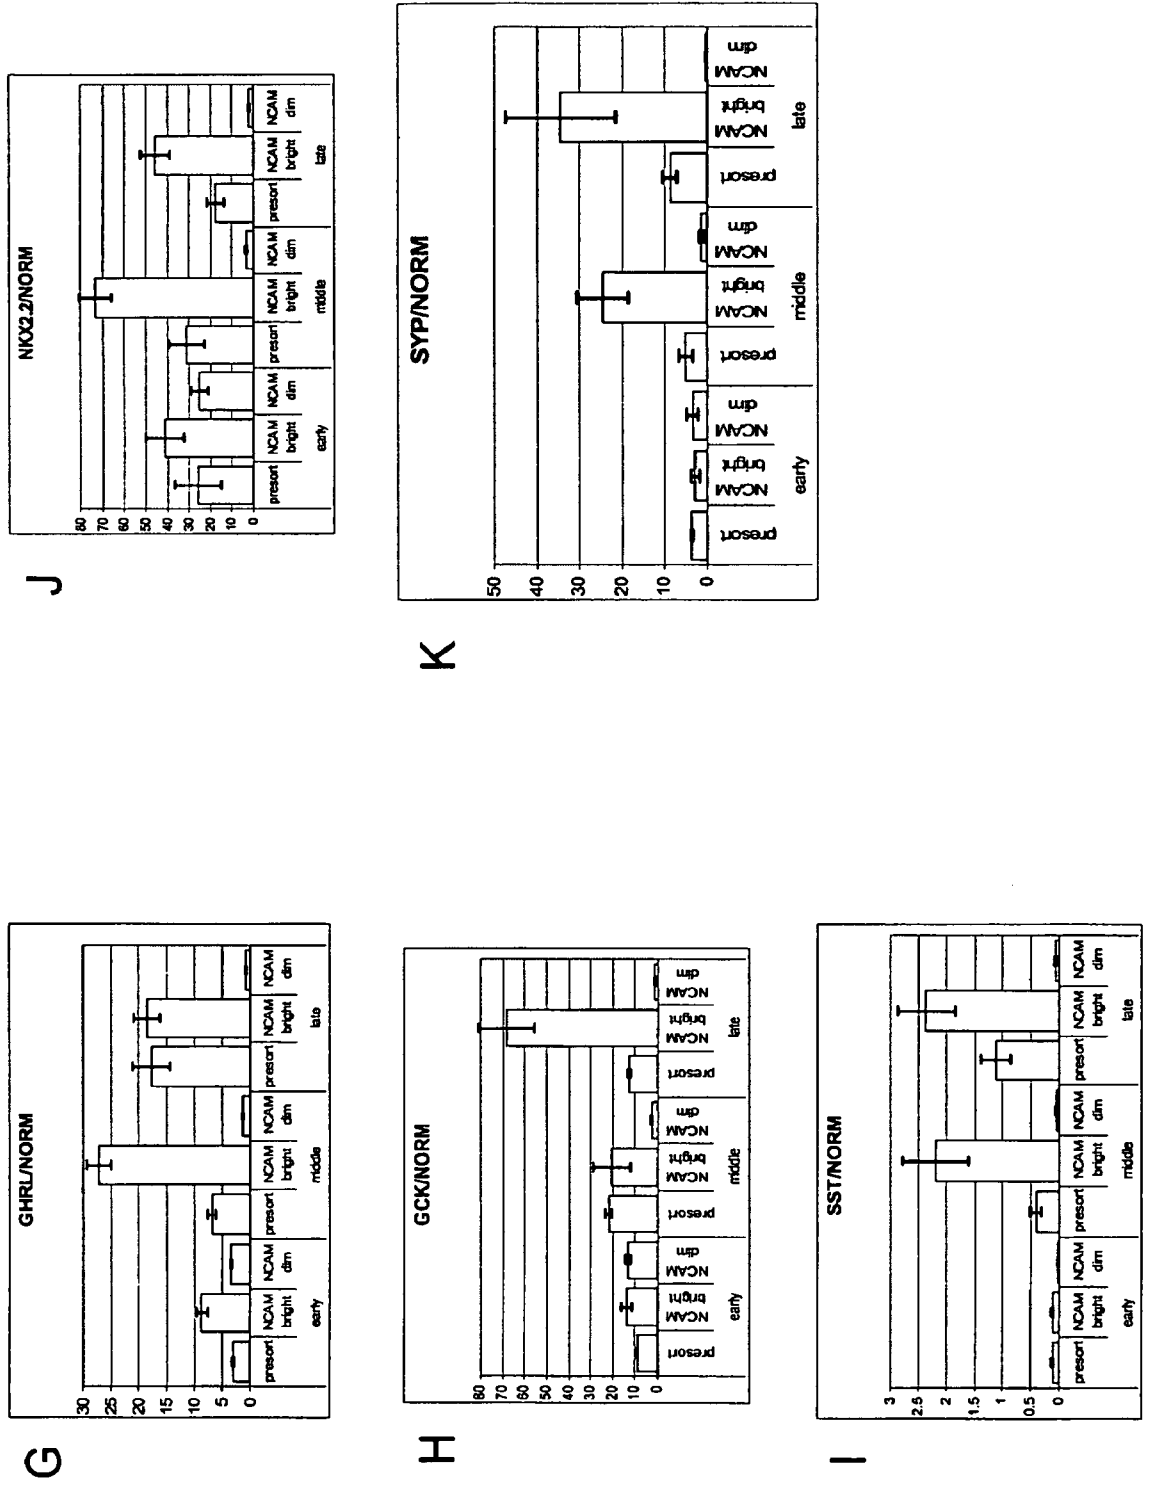 G
GHRL/NORM
30
25
20
15
10
5
0
presort NCAM bright NCAM dim presort NCAM bright NCAM dim presort NCAM bright NCAM dim
early middle late
H
GCK/NORM
80
70
60
50
40
30
20
10
0
presort NCAM bright NCAM dim presort NCAM bright NCAM dim presort NCAM bright NCAM dim
early middle late
I
SST/NORM
3
2.5
2
1.5
1
0.5
0
presort NCAM bright NCAM dim presort NCAM bright NCAM dim presort NCAM bright NCAM dim
early middle late
J
NKX2.2/NORM
80
70
60
50
40
30
20
10
0
presort NCAM bright NCAM dim presort NCAM bright NCAM dim presort NCAM bright NCAM dim
early middle late
K
SYP/NORM
50
40
30
20
10
0
presort NCAM bright NCAM dim presort NCAM bright NCAM dim presort NCAM bright NCAM dim
early middle late